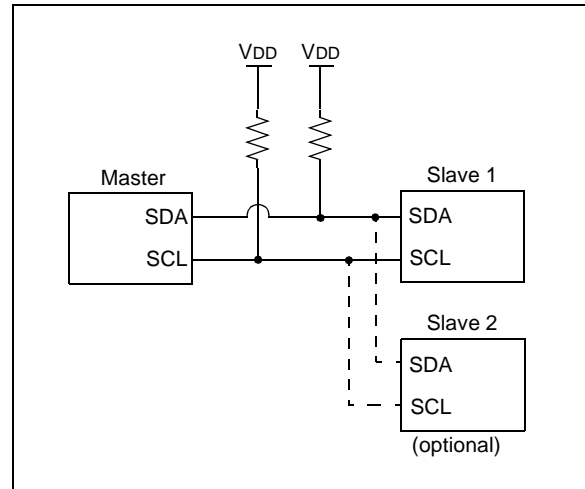 VDD VDD
Master
SDA
SCL
Slave 1
SDA
SCL
Slave 2
SDA
SCL
(optional)